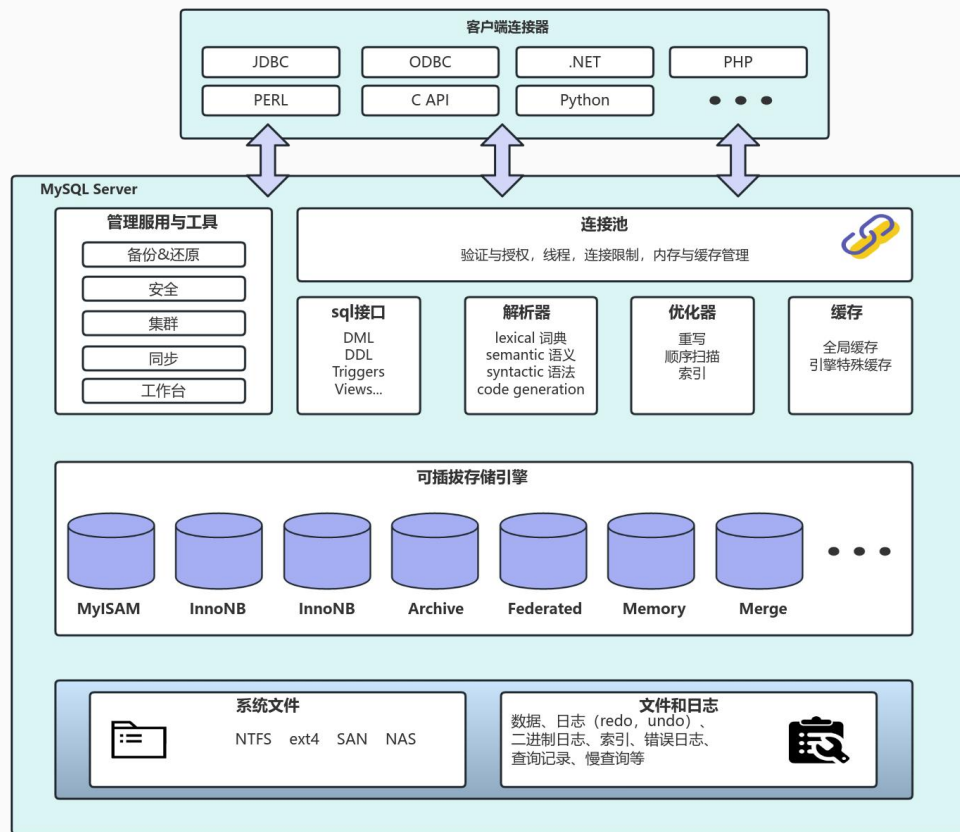 客户端连接器
JDBC
ODBC
.NET
PHP
PERL
C API
Python
MySQL Server
管理服用与工具
备份&还原
安全
集群
同步
工作台
连接池
验证与授权，线程，连接限制，内存与缓存管理
sql接口
DML
DDL
Triggers
Views...
解析器
lexical 词典
semantic 语义
syntactic 语法
code generation
优化器
重写
顺序扫描
索引
缓存
全局缓存
引擎特殊缓存
可插拔存储引擎
MyISAM
InnoNB
InnoNB
Archive
Federated
Memory
Merge
系统文件
NTFS ext4 SAN NAS
文件和日志
数据、日志（redo，undo）、
二进制日志、索引、错误日志、
查询记录、慢查询等